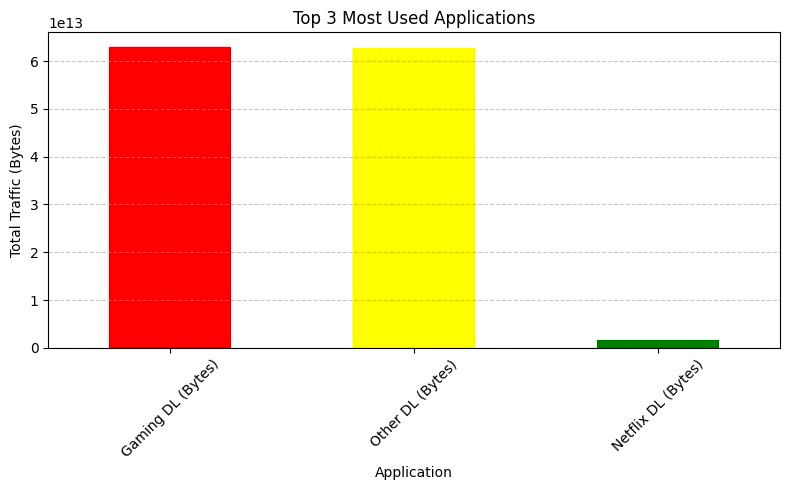 Top 3 Most Used Applications
1e13
6
5
4
3
2
1
0
Total Traffic (Bytes)
Gaming DL (Bytes)
Other DL (Bytes)
Netflix DL (Bytes)
Application